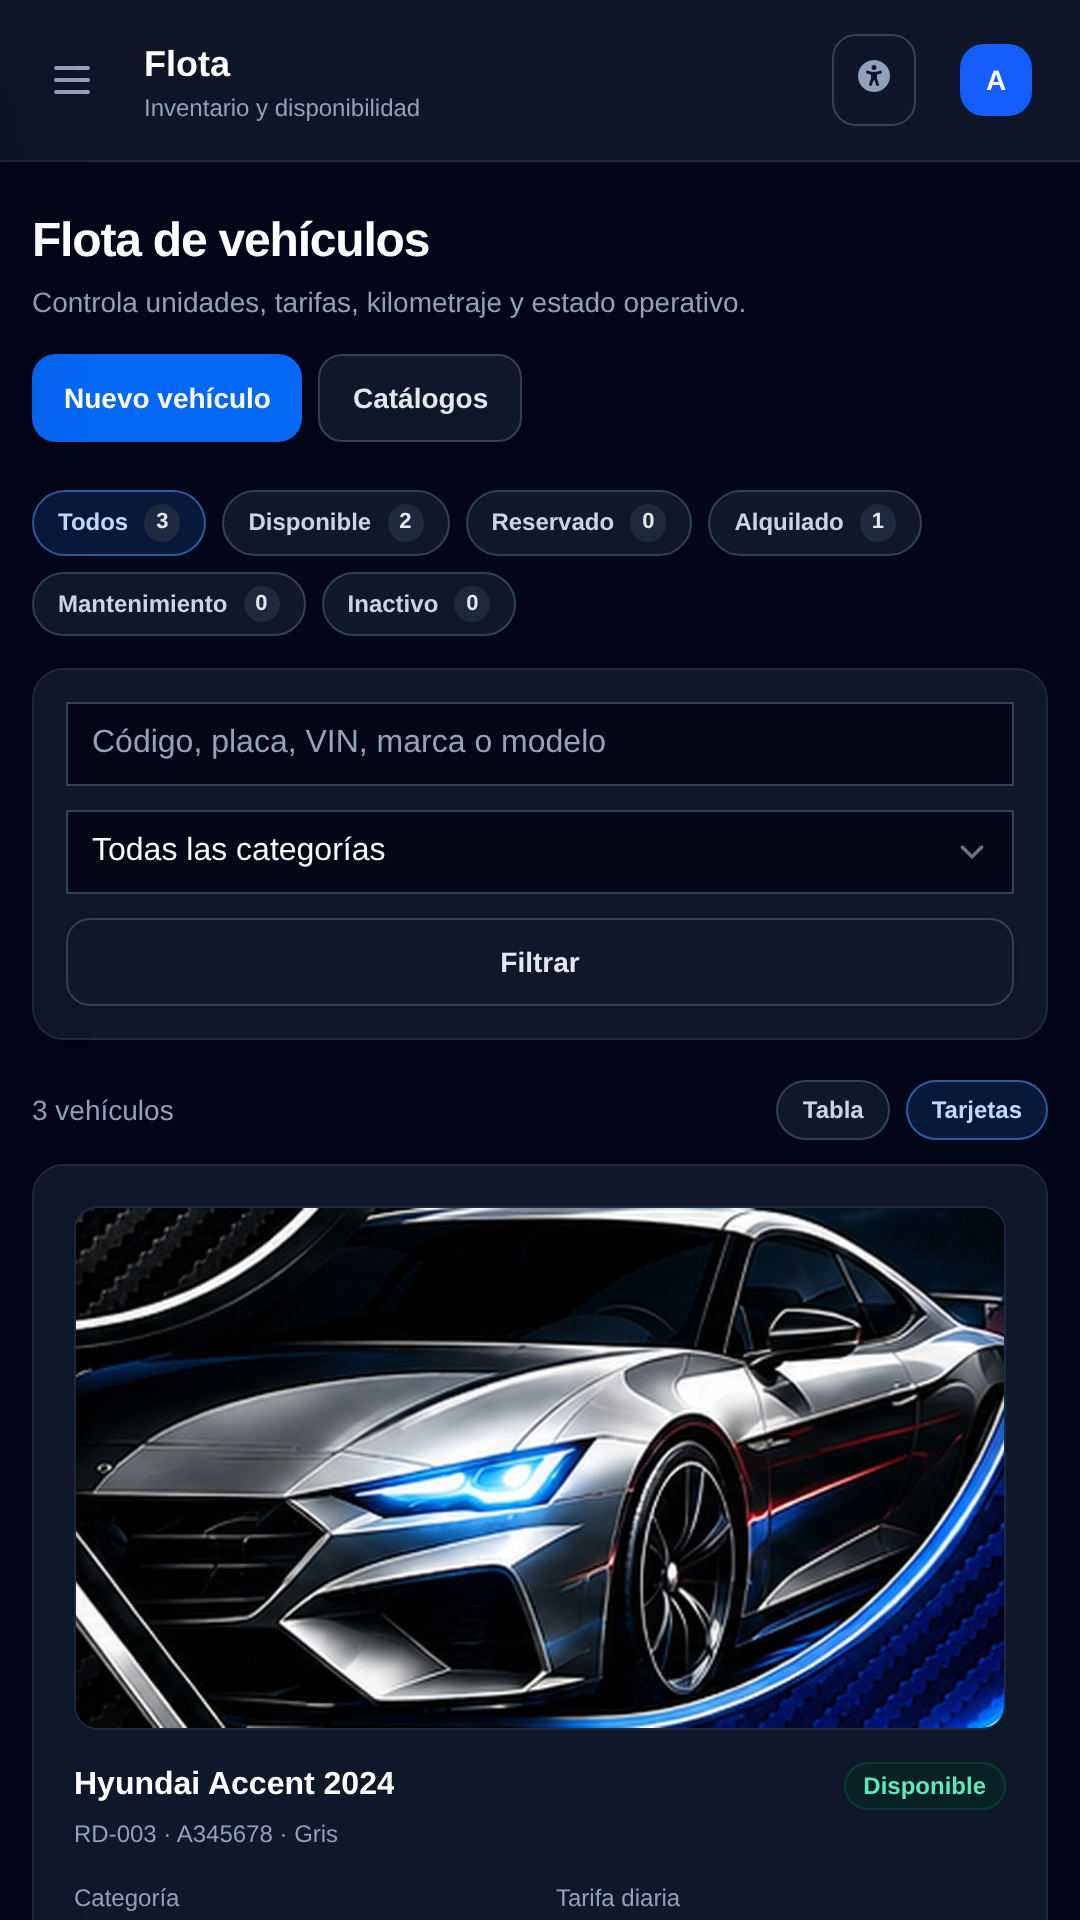 Flota
Inventario y disponibilidad
A
Flota de vehículos
Controla unidades, tarifas, kilometraje y estado operativo.
Nuevo vehículo
Catálogos
Todos 3
Disponible 2
Reservado 0
Alquilado 1
Mantenimiento 0
Inactivo 0
Código, placa, VIN, marca o modelo
Todas las categorías
Filtrar
3 vehículos
Tabla
Tarjetas
Hyundai Accent 2024
Disponible
RD-003 · A345678 · Gris
Categoría
Tarifa diaria